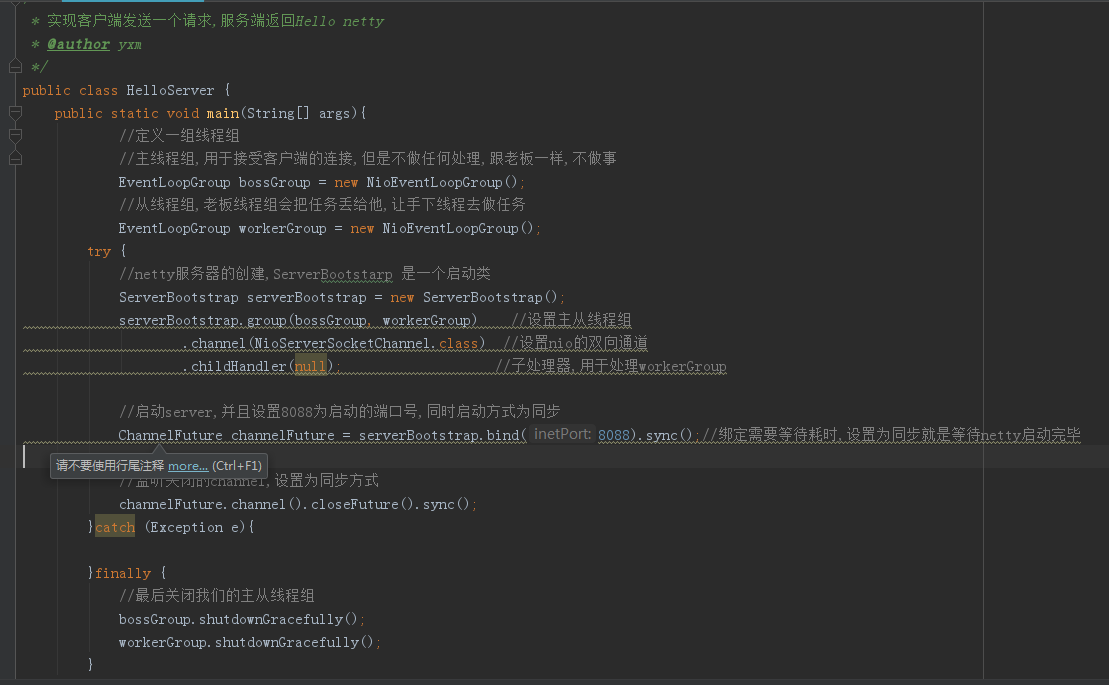 * 实现客户端发送一个请求,服务端返回Hello netty
* @author yxm
*/
public class HelloServer {
public static void main(String[] args){
//定义一组线程组
//主线程组,用于接受客户端的连接,但是不做任何处理,跟老板一样,不做事
EventLoopGroup bossGroup = new NioEventLoopGroup();
//从线程组,老板线程组会把任务丢给他,让手下线程去做任务
EventLoopGroup workerGroup = new NioEventLoopGroup();
try {
//netty服务器的创建,ServerBootstarp 是一个启动类
ServerBootstrap serverBootstrap = new ServerBootstrap();
serverBootstrap.group(bossGroup, workerGroup) //设置主从线程组
.channel(NioServerSocketChannel.class) //设置nio的双向通道
.childHandler(null); //子处理器,用于处理workerGroup
//启动server,并且设置8088为启动的端口号,同时启动方式为同步
ChannelFuture channelFuture = serverBootstrap.bind( inetPort: 8088).sync();//绑定需要等待耗时,设置为同步就是等待netty启动完毕
请不要使用行尾注释 more... (Ctrl+F1)
//监听关闭的channel,设置为同步方式
channelFuture.channel().closeFuture().sync();
}catch (Exception e){
}finally {
//最后关闭我们的主从线程组
bossGroup.shutdownGracefully();
workerGroup.shutdownGracefully();
}